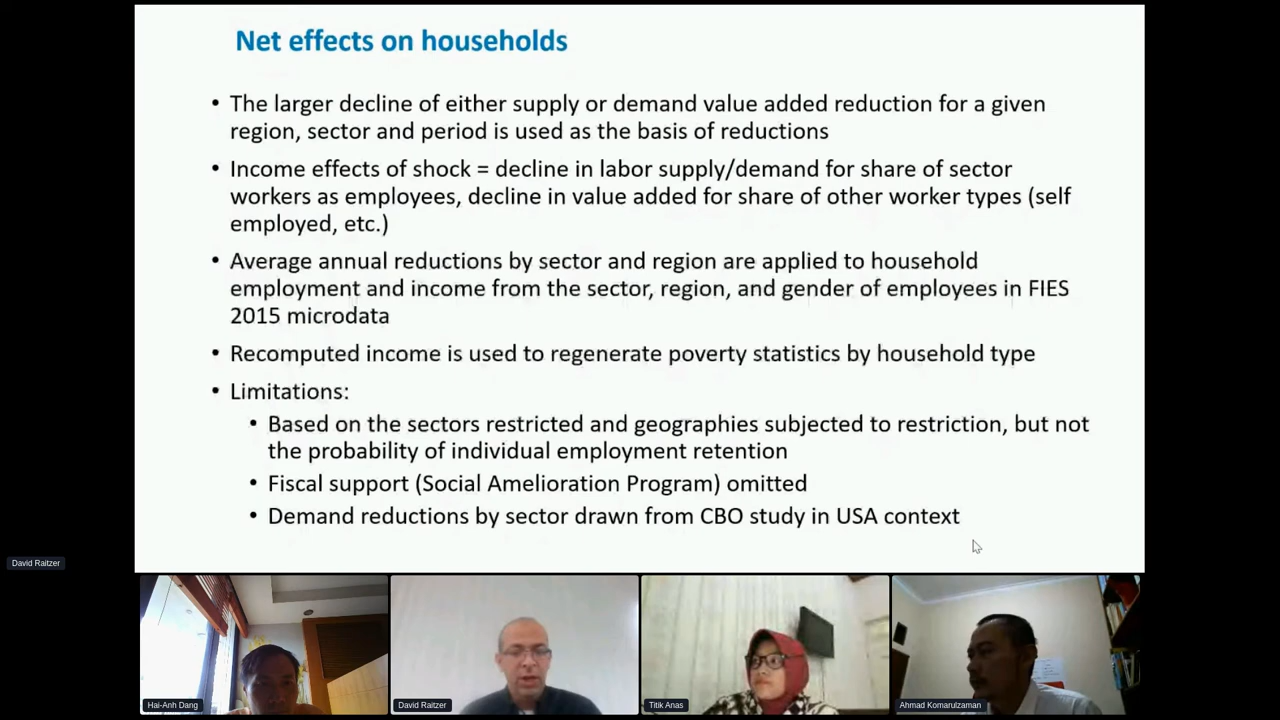 Net effects on households
• The larger decline of either supply or demand value added reduction for a given
region, sector and period is used as the basis of reductions
• Income effects of shock = decline in labor supply/demand for share of sector
workers as employees, decline in value added for share of other worker types (self
employed, etc.)
• Average annual reductions by sector and region are applied to household
employment and income from the sector, region, and gender of employees in FIES
2015 microdata
• Recomputed income is used to regenerate poverty statistics by household type
• Limitations:
• Based on the sectors restricted and geographies subjected to restriction, but not
the probability of individual employment retention
• Fiscal support (Social Amelioration Program) omitted
• Demand reductions by sector drawn from CBO study in USA context
David Raitzer
Hai-Anh Dang
David Raitzer
Titik Anas
Ahmad Komarulzaman